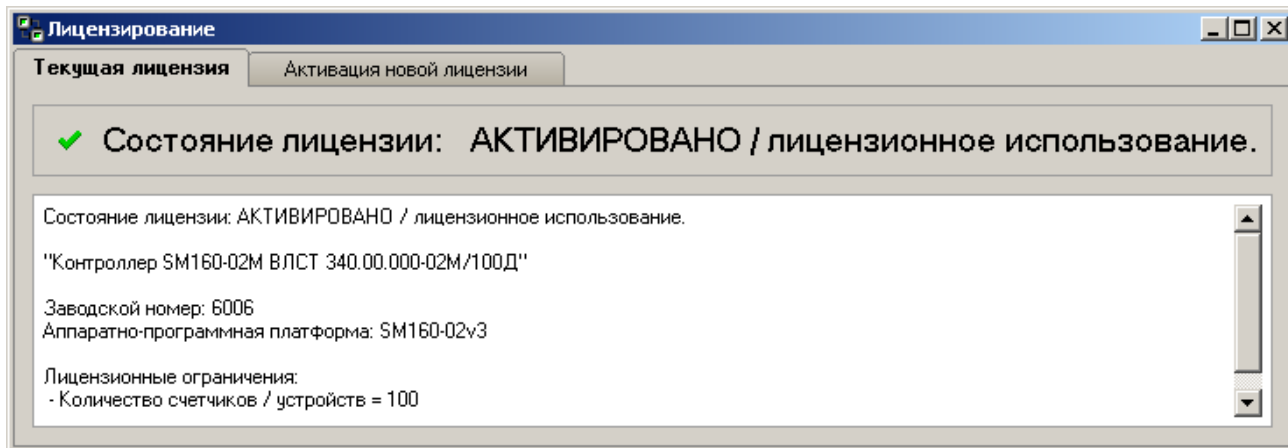 Лицензирование
Текущая лицензия Активация новой лицензии
Состояние лицензии: АКТИВИРОВАНО / лицензионное использование.
Состояние лицензии: АКТИВИРОВАНО / лицензионное использование.
"Контроллер SM160-02M ВЛСТ 340.00.000-02М/100Д"
Заводской номер: 6006
Аппаратно-программная платформа: SM160-02v3
Лицензионные ограничения:
- Количество счетчиков / устройств = 100